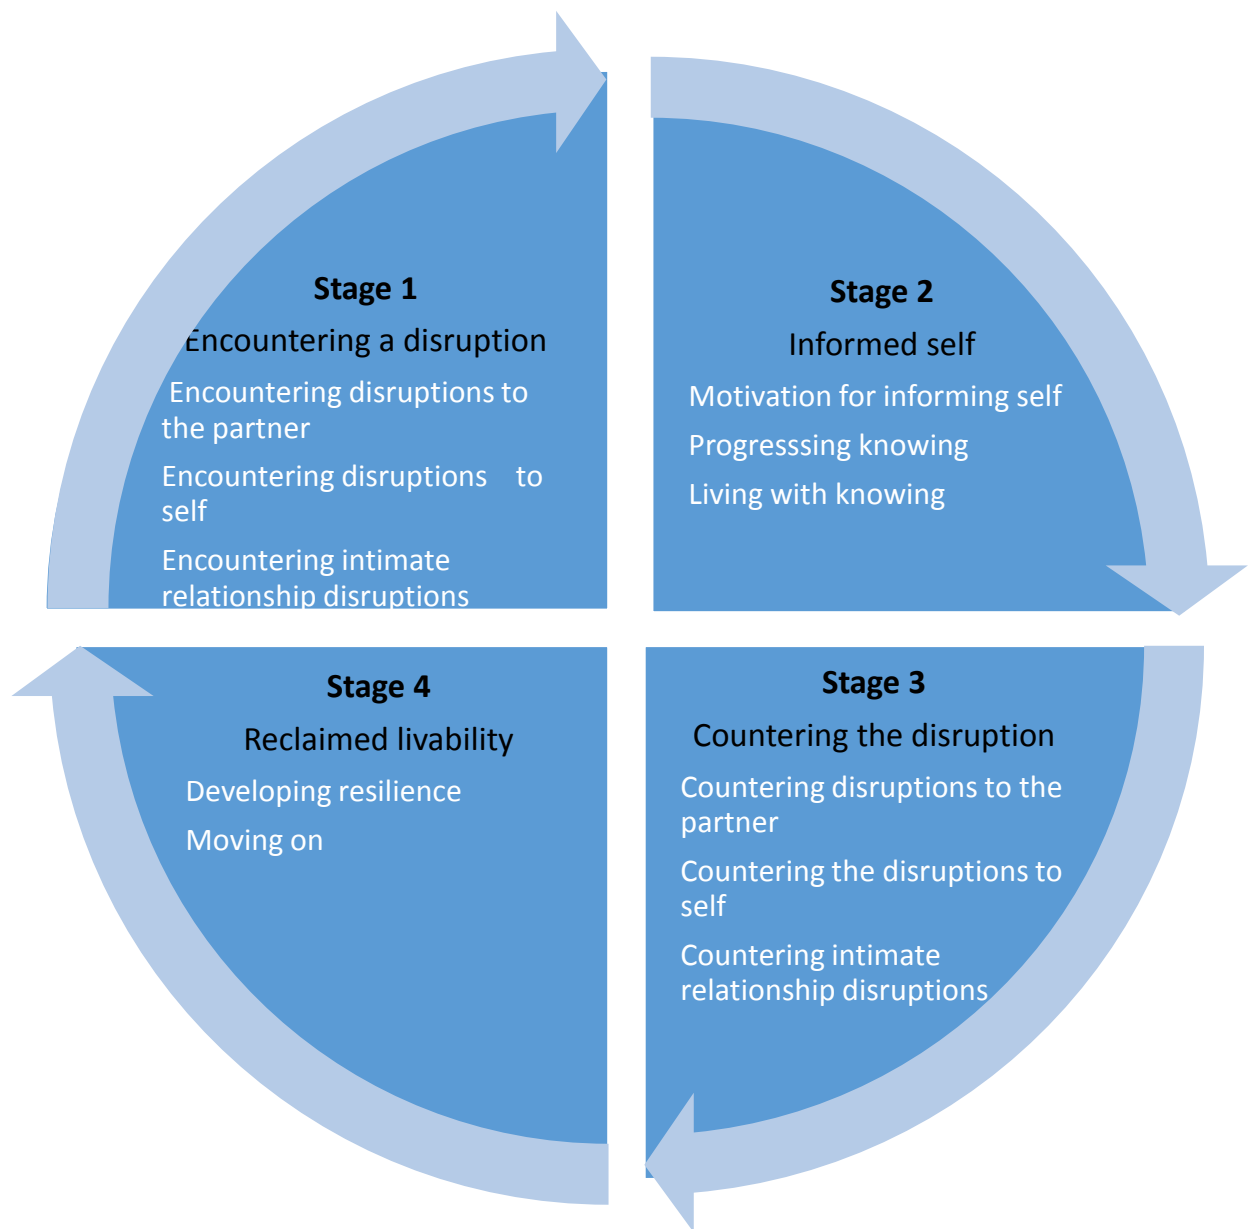 Stage 1
Encountering a disruption
Encountering disruptions to
the partner
Encountering disruptions to
self
Encountering intimate
relationship disruptions
Stage 2
Informed self
Motivation for informing self
Progresssing knowing
Living with knowing
Stage 4
Reclaimed livability
Developing resilience
Moving on
Stage 3
Countering the disruption
Countering disruptions to the
partner
Countering the disruptions to
self
Countering intimate
relationship disruptions